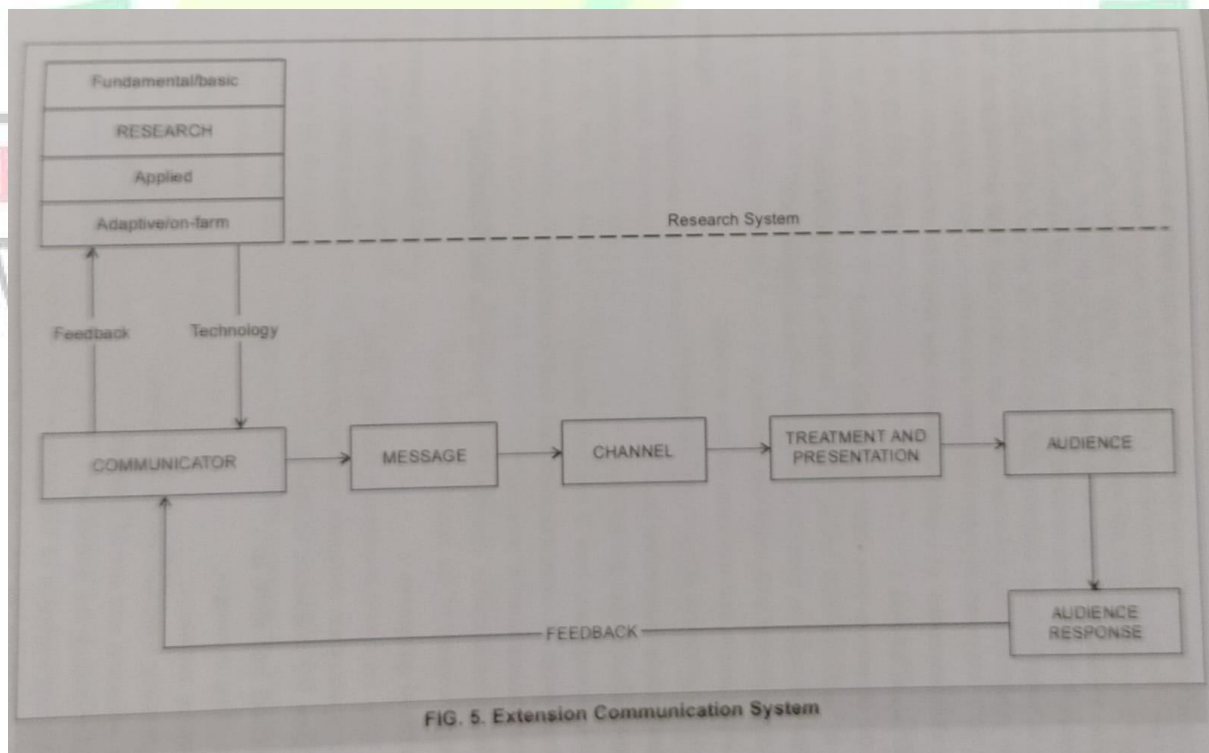 Fundamental/basic
RESEARCH
Applied
Adaptive/on-farm
Research System
Feedback
Technology
COMMUNICATOR
MESSAGE
CHANNEL
TREATMENT AND
PRESENTATION
AUDIENCE
AUDIENCE
RESPONSE
FEEDBACK
FIG. 5. Extension Communication System